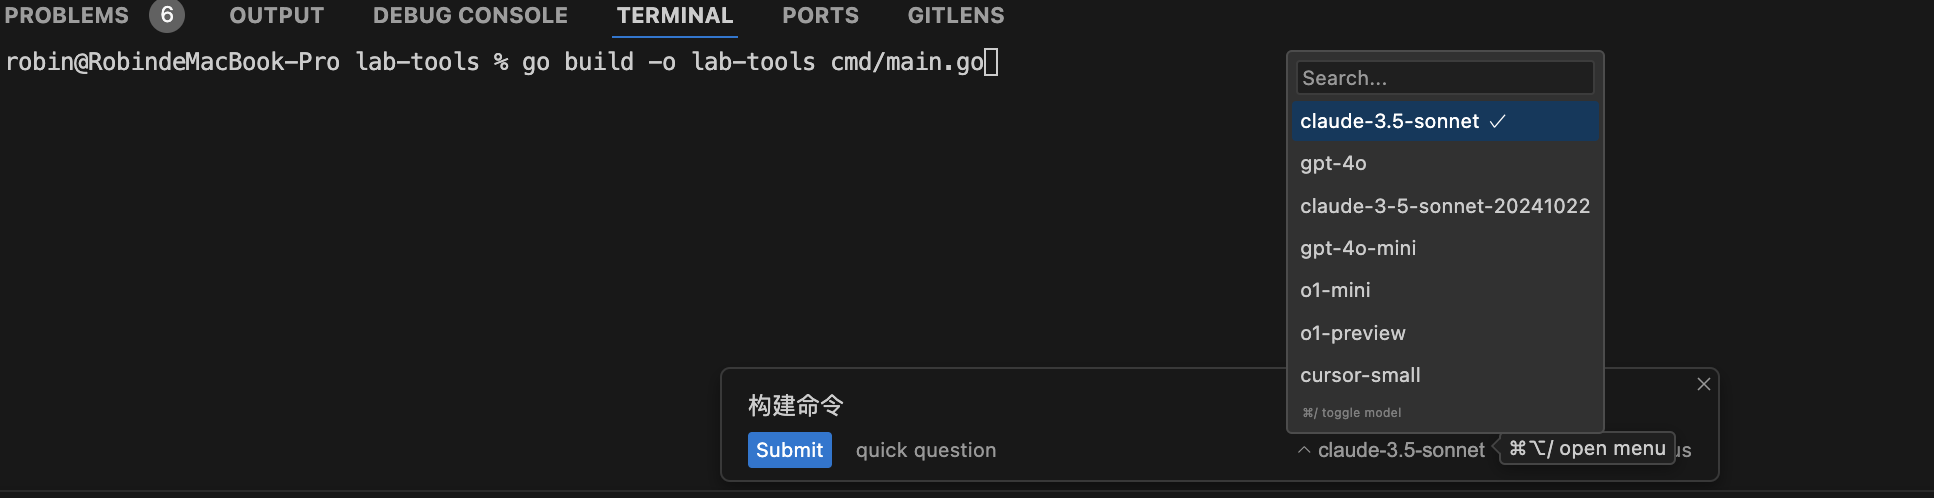 PROBLEMS 6 OUTPUT DEBUG CONSOLE TERMINAL PORTS GITLENS
robin@RobindeMacBook-Pro lab-tools % go build -o lab-tools cmd/main.go
Search...
claude-3.5-sonnet ✓
gpt-4o
claude-3-5-sonnet-20241022
gpt-4o-mini
o1-mini
o1-preview
cursor-small
⌘/ toggle model
构建命令
Submit quick question claude-3.5-sonnet ⌘⌥/ open menu